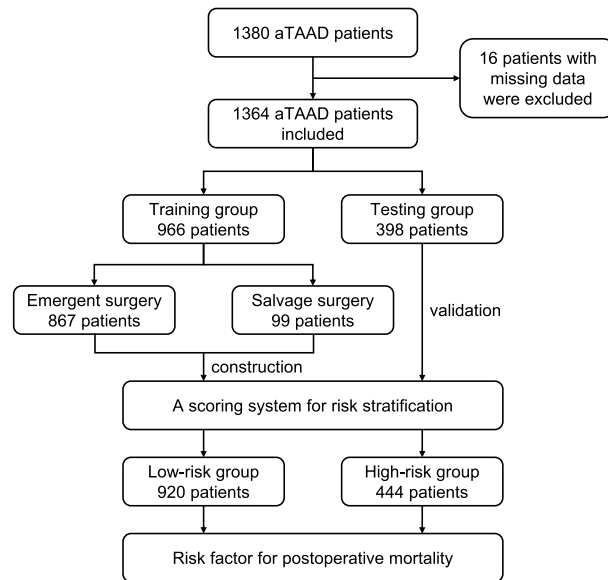 1380 aTAAD patients
16 patients with
missing data
were excluded
1364 aTAAD patients
included
Training group
966 patients
Testing group
398 patients
Emergent surgery
867 patients
Salvage surgery
99 patients
validation
construction
A scoring system for risk stratification
Low-risk group
920 patients
High-risk group
444 patients
Risk factor for postoperative mortality